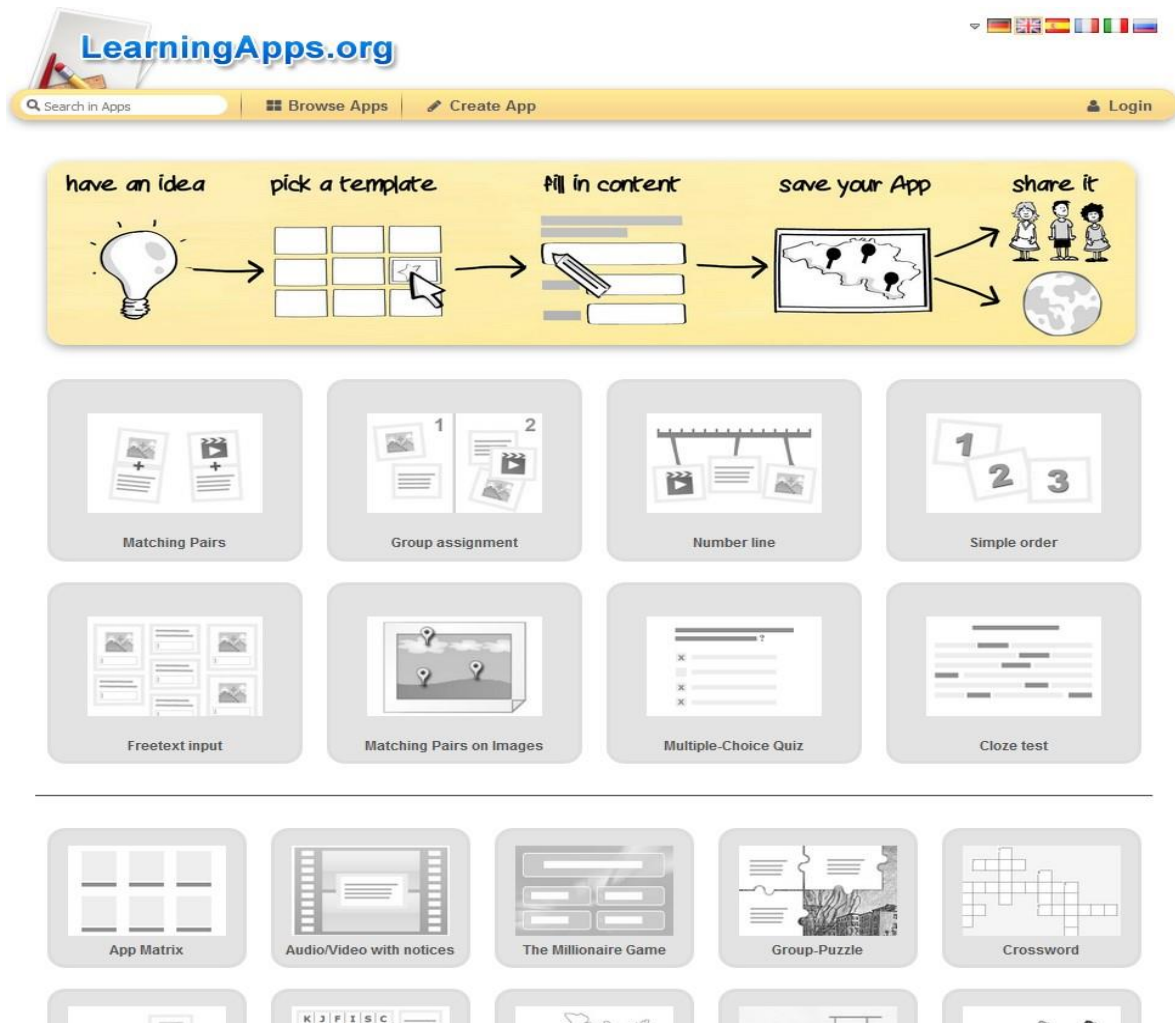 LearningApps.org
Search in Apps
Browse Apps
Create App
Login
have an idea
pick a template
fill in content
save your App
share it
1
2
1
2
3
Matching Pairs
Group assignment
Number line
Simple order
?
x
x
x
Freetext input
Matching Pairs on Images
Multiple-Choice Quiz
Cloze test
App Matrix
Audio/Video with notices
The Millionaire Game
Group-Puzzle
Crossword
K J F I S C